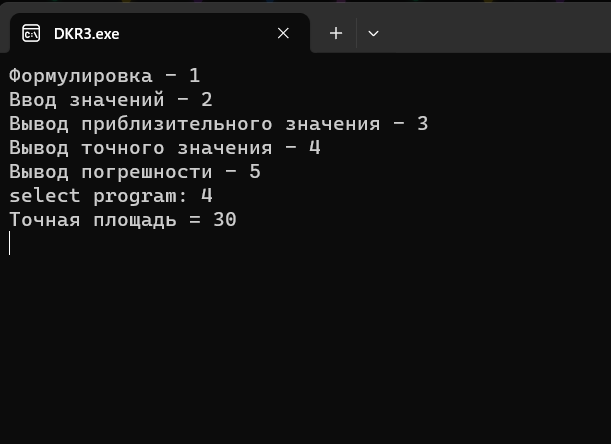 DKR3.exe
Формулировка - 1
Ввод значений - 2
Вывод приблизительного значения - 3
Вывод точного значения - 4
Вывод погрешности - 5
select program: 4
Точная площадь = 30